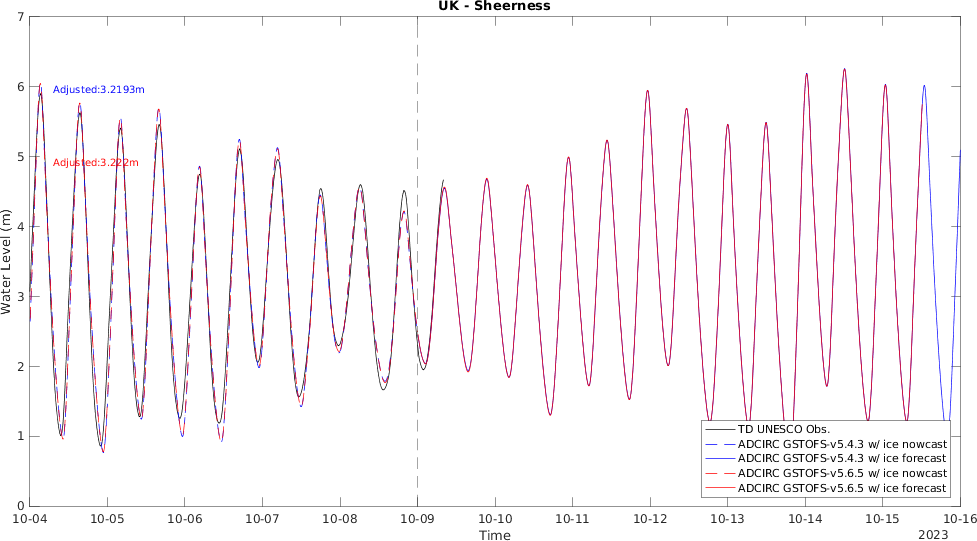 UK - Sheerness
7
6
5
4
3
2
1
0
Water Level (m)
Adjusted:3.2193m
Adjusted:3.222m
TD UNESCO Obs.
ADCIRC GSTOFS-v5.4.3 w/ ice nowcast
ADCIRC GSTOFS-v5.4.3 w/ ice forecast
ADCIRC GSTOFS-v5.6.5 w/ ice nowcast
ADCIRC GSTOFS-v5.6.5 w/ ice forecast
10-04 10-05 10-06 10-07 10-08 10-09 10-10 10-11 10-12 10-13 10-14 10-15 10-16
Time
2023